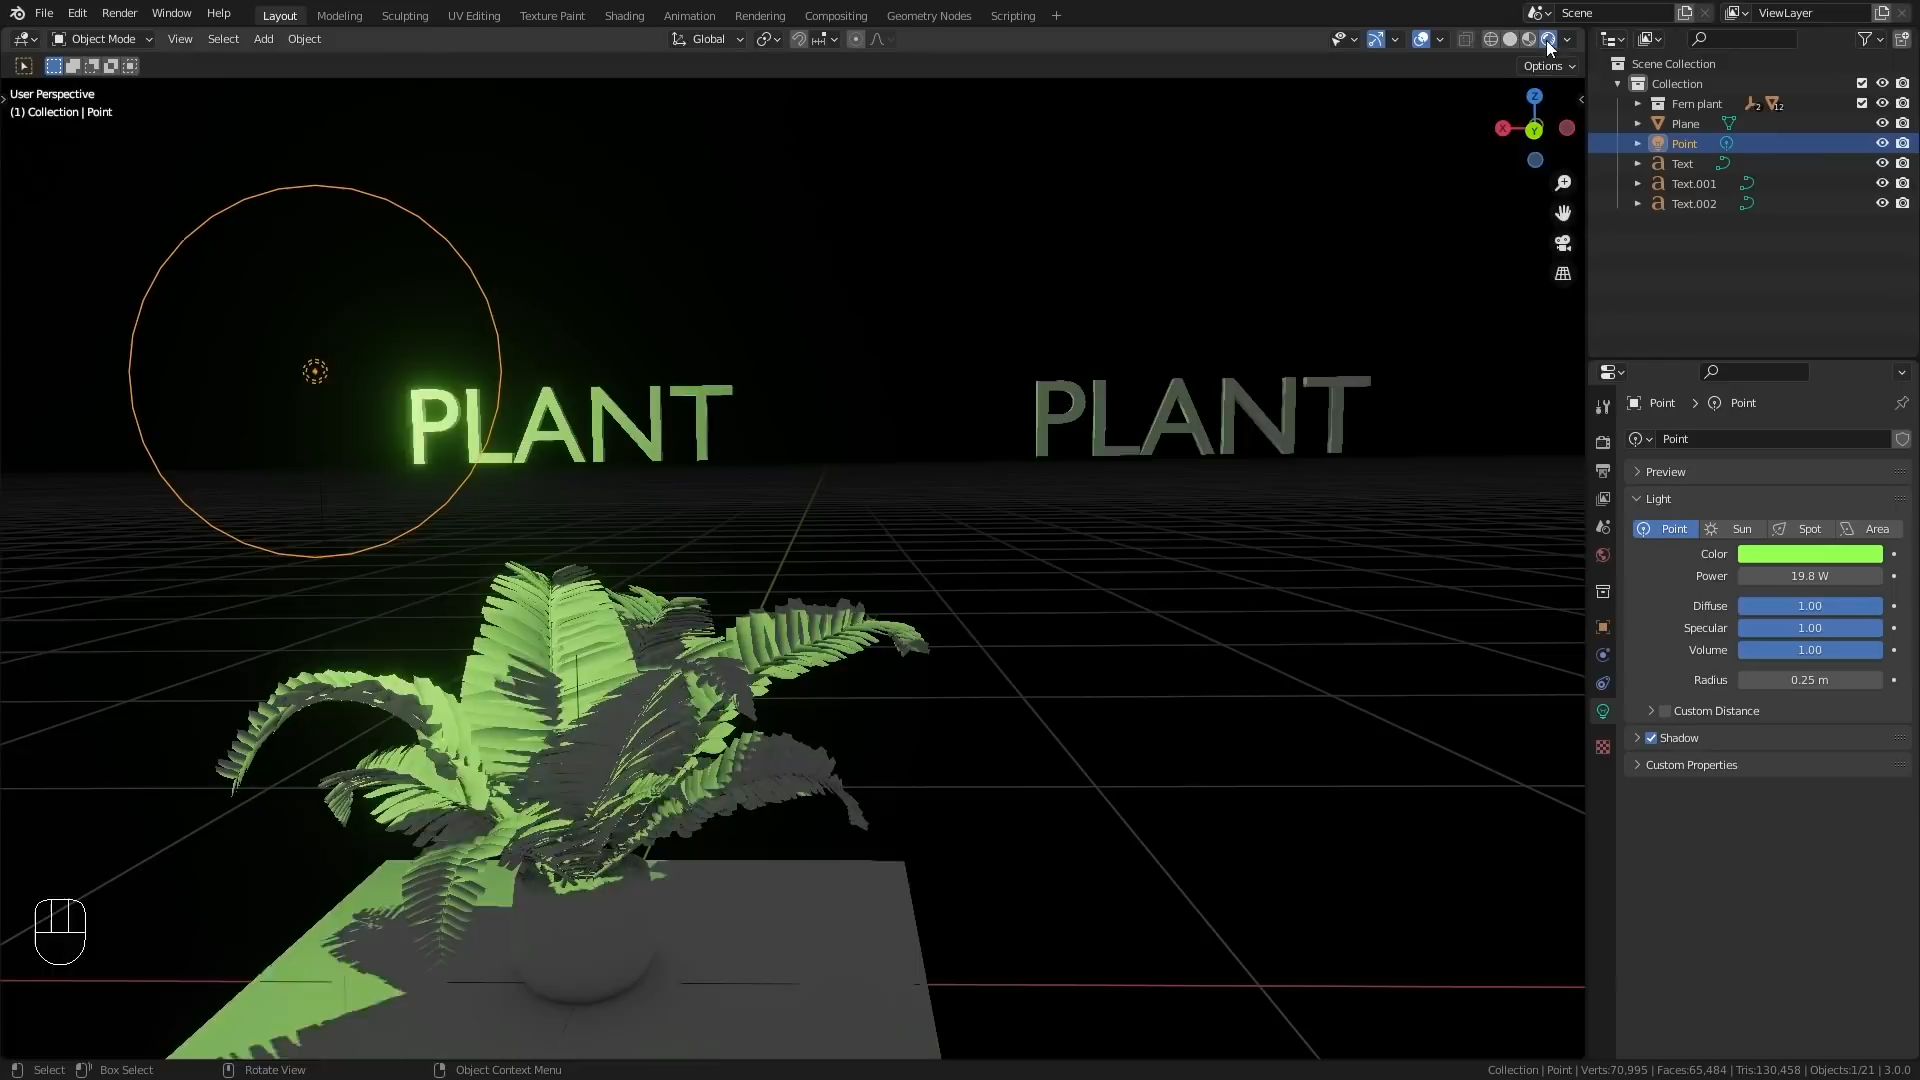 File Edit Render Window Help Layout Modeling Sculpting UV Editing Texture Paint Shading Animation Rendering Compositing Geometry Nodes Scripting + Scene ViewLayer
Object Mode View Select Add Object Global
Options
User Perspective
(1) Collection | Point
Z
X
Y
PLANT PLANT
Scene Collection
Collection
Fern plant 2 12
Plane
Point
Text
Text.001
Text.002
Point > Point
Point
Preview
Light
Point Sun Spot Area
Color
Power 19.8 W
Diffuse 1.00
Specular 1.00
Volume 1.00
Radius 0.25 m
Custom Distance
Shadow
Custom Properties
Select Box Select Rotate View Object Context Menu Collection | Point | Verts:70,995 | Faces:65,484 | Tris:130,458 | Objects:1/21 | 3.0.0